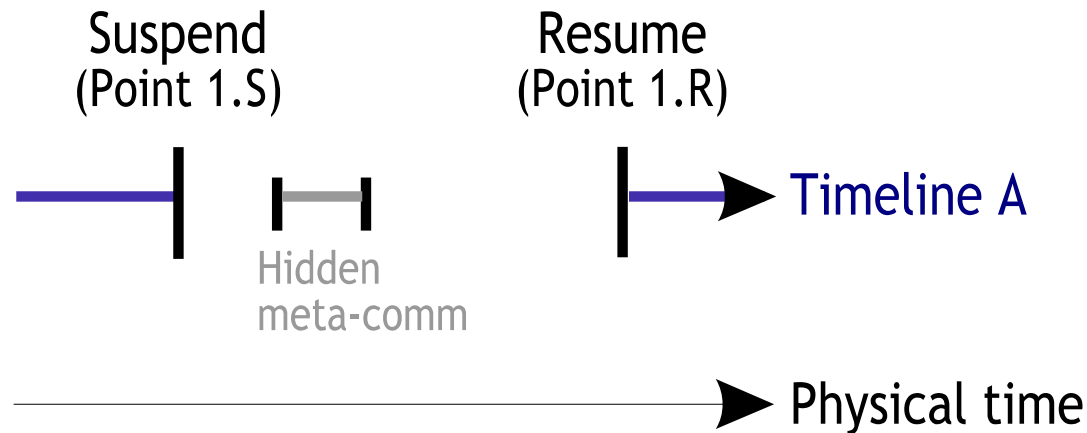 Suspend
(Point 1.S)
Resume
(Point 1.R)
Timeline A
Hidden
meta-comm
Physical time